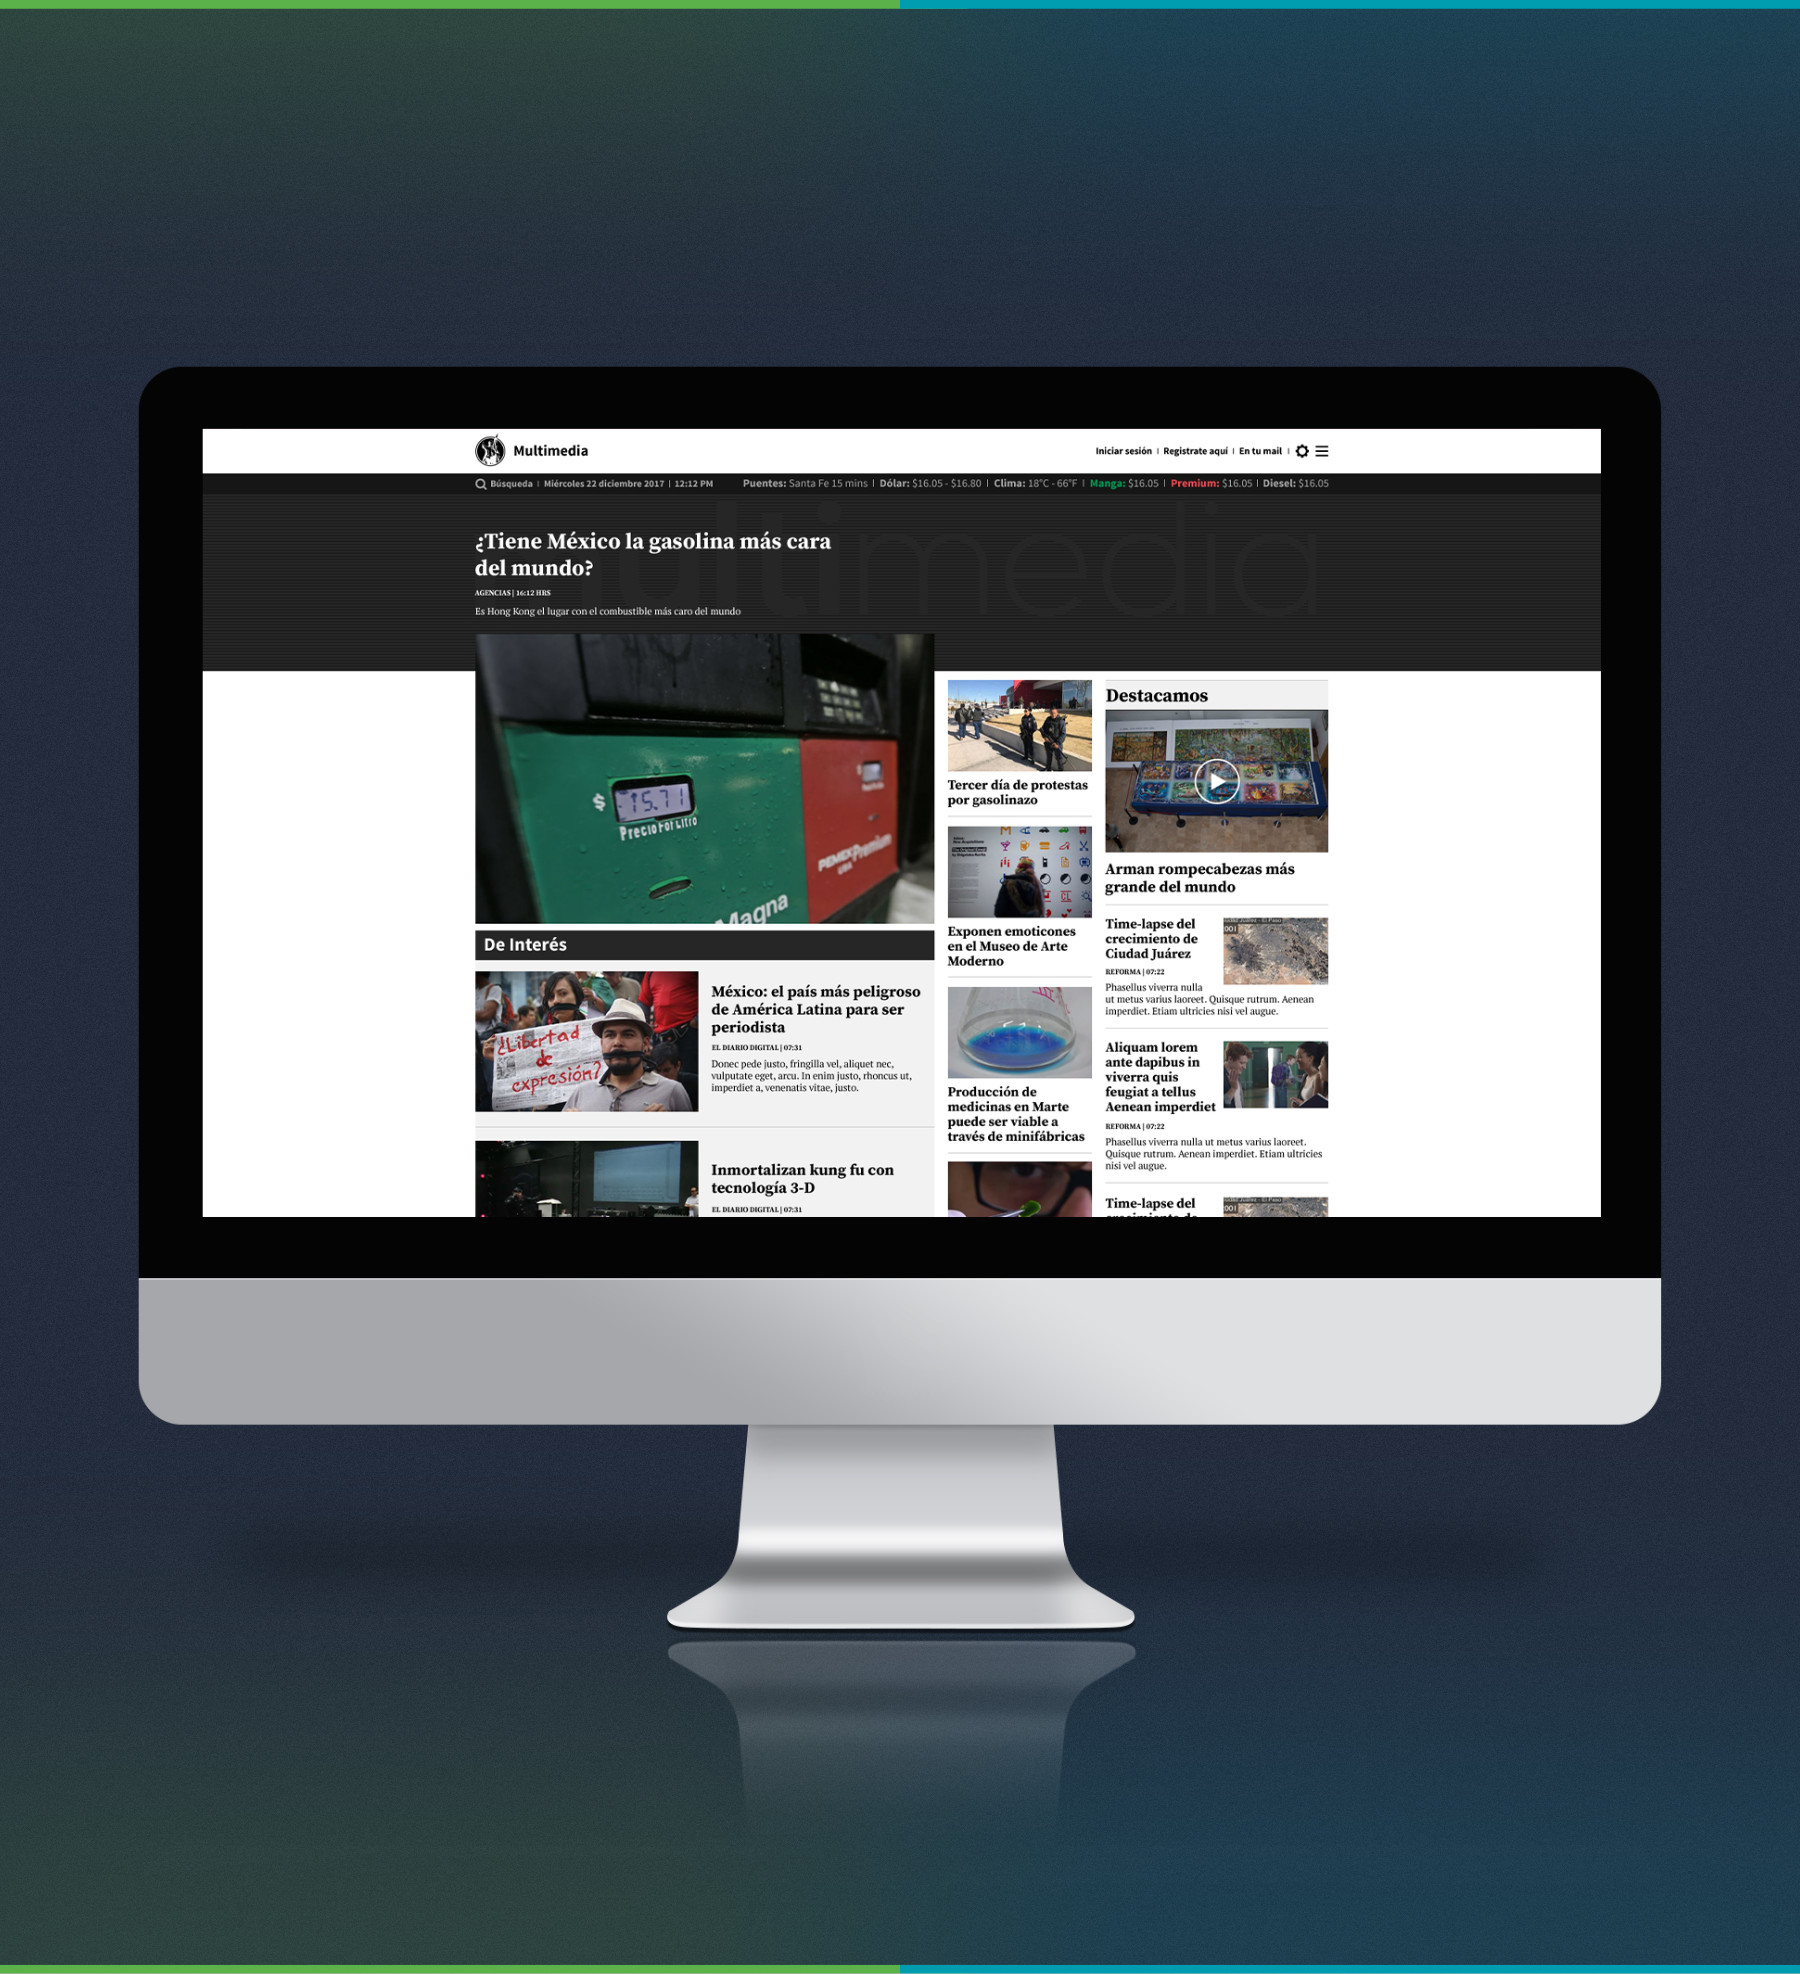 Multimedia
Iniciar sesión | Registrate aquí | En tu mail |
Búsqueda | Miércoles 22 diciembre 2017 | 12:12 PM
Puentes: Santa Fe 15 mins | Dólar: $16.05 - $16.80 | Clima: 18°C - 66°F | Manga: $16.05 | Premium: $16.05 | Diesel: $16.05
multimedia
¿Tiene México la gasolina más cara
del mundo?
AGENCIAS | 16:12 HRS
Es Hong Kong el lugar con el combustible más caro del mundo
$ 15.71
Precio Por Litro
PEMEX Premium
Magna
De Interés
¿Libertad
de
expresión?
México: el país más peligroso
de América Latina para ser
periodista
EL DIARIO DIGITAL | 07:31
Donec pede justo, fringilla vel, aliquet nec,
vulputate eget, arcu. In enim justo, rhoncus ut,
imperdiet a, venenatis vitae, justo.
Inmortalizan kung fu con
tecnología 3-D
EL DIARIO DIGITAL | 07:31
Tercer día de protestas
por gasolinazo
Exponen emoticones
en el Museo de Arte
Moderno
Producción de
medicinas en Marte
puede ser viable a
través de minifábricas
Destacamos
Arman rompecabezas más
grande del mundo
Time-lapse del
crecimiento de
Ciudad Juárez
REFORMA | 07:22
Phasellus viverra nulla
ut metus varius laoreet. Quisque rutrum. Aenean
imperdiet. Etiam ultricies nisi vel augue.
Aliquam lorem
ante dapibus in
viverra quis
feugiat a tellus
Aenean imperdiet
REFORMA | 07:22
Phasellus viverra nulla ut metus varius laoreet.
Quisque rutrum. Aenean imperdiet. Etiam ultricies
nisi vel augue.
Time-lapse del